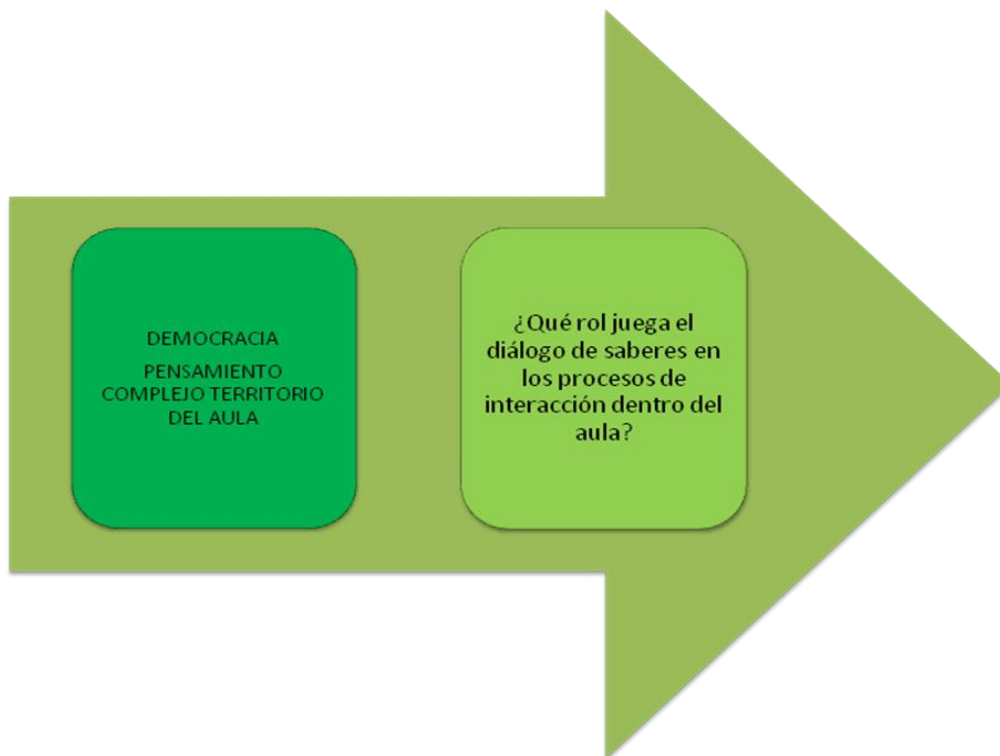 DEMOCRACIA
PENSAMIENTO
COMPLEJO TERRITORIO
DEL AULA
¿Qué rol juega el
diálogo de saberes en
los procesos de
interacción dentro del
aula?